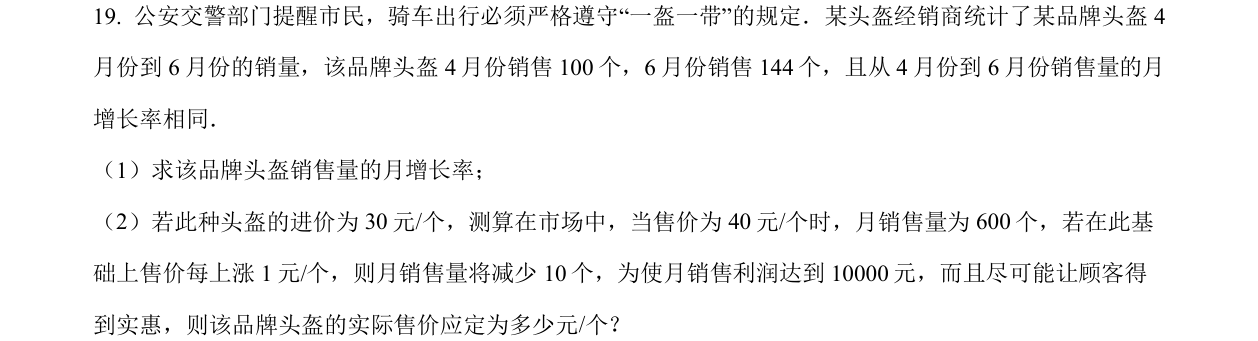 19. 公安交警部门提醒市民，骑车出行必须严格遵守“一盔一带”的规定．某头盔经销商统计了某品牌头盔 4
月份到 6 月份的销量，该品牌头盔 4 月份销售 100 个，6 月份销售 144 个，且从 4 月份到 6 月份销售量的月
增长率相同．
（1）求该品牌头盔销售量的月增长率；
（2）若此种头盔的进价为 30 元/个，测算在市场中，当售价为 40 元/个时，月销售量为 600 个，若在此基
础上售价每上涨 1 元/个，则月销售量将减少 10 个，为使月销售利润达到 10000 元，而且尽可能让顾客得
到实惠，则该品牌头盔的实际售价应定为多少元/个？